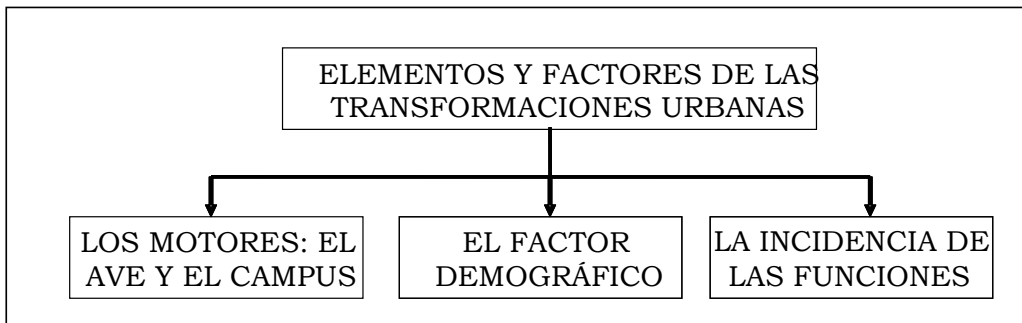 ELEMENTOS Y FACTORES DE LAS
TRANSFORMACIONES URBANAS
LOS MOTORES: EL
AVE Y EL CAMPUS
EL FACTOR
DEMOGRÁFICO
LA INCIDENCIA DE
LAS FUNCIONES